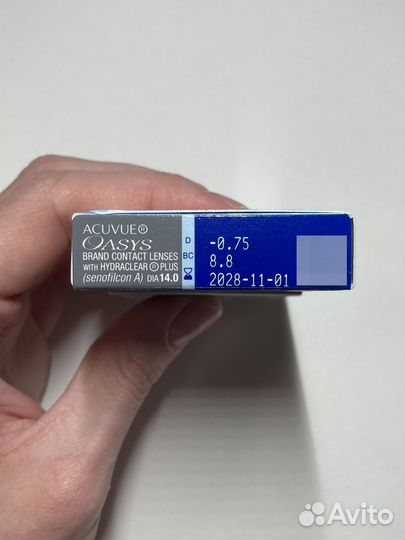 ACUVUE®
OASYS
BRAND CONTACT LENSES
WITH HYDRACLEAR® PLUS
(senofilcon A) DIA14.0
D -0.75
BC 8.8
2028-11-01
Avito